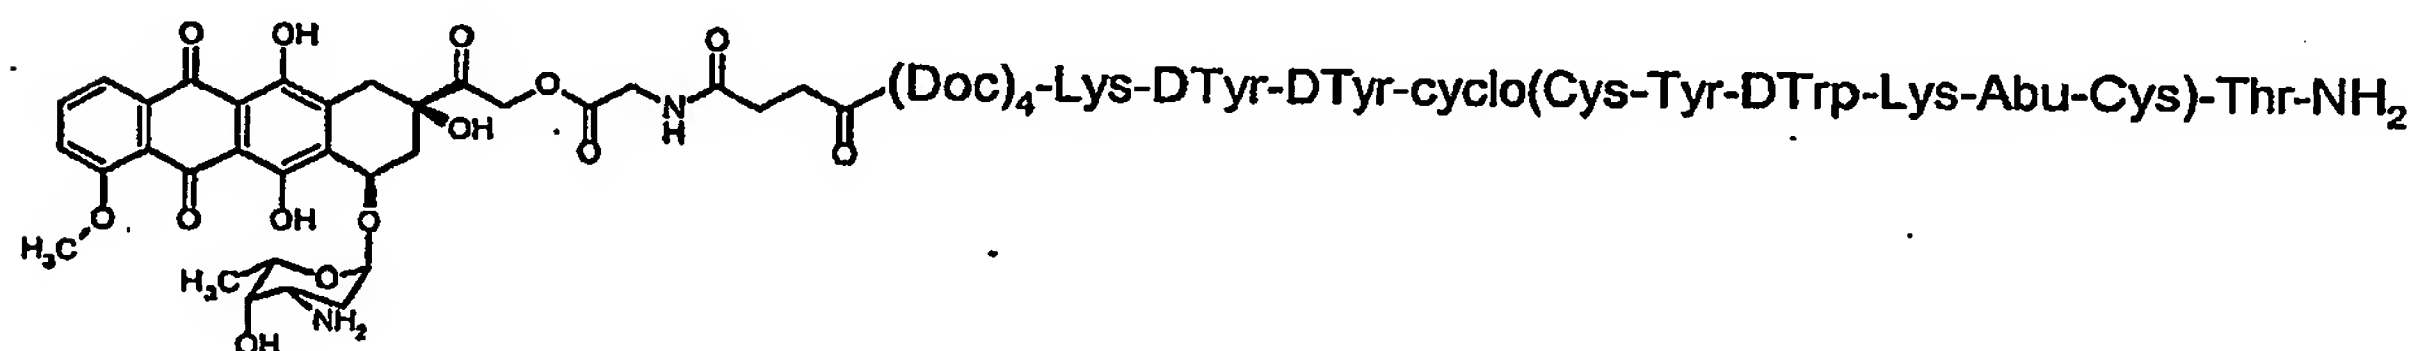 O OH O O O
O (Doc)4-Lys-DTyr-DTyr-cyclo(Cys-Tyr-DTrp-Lys-Abu-Cys)-Thr-NH2
OH N H
O O
O O OH O
H3C
H3C O
NH2
OH